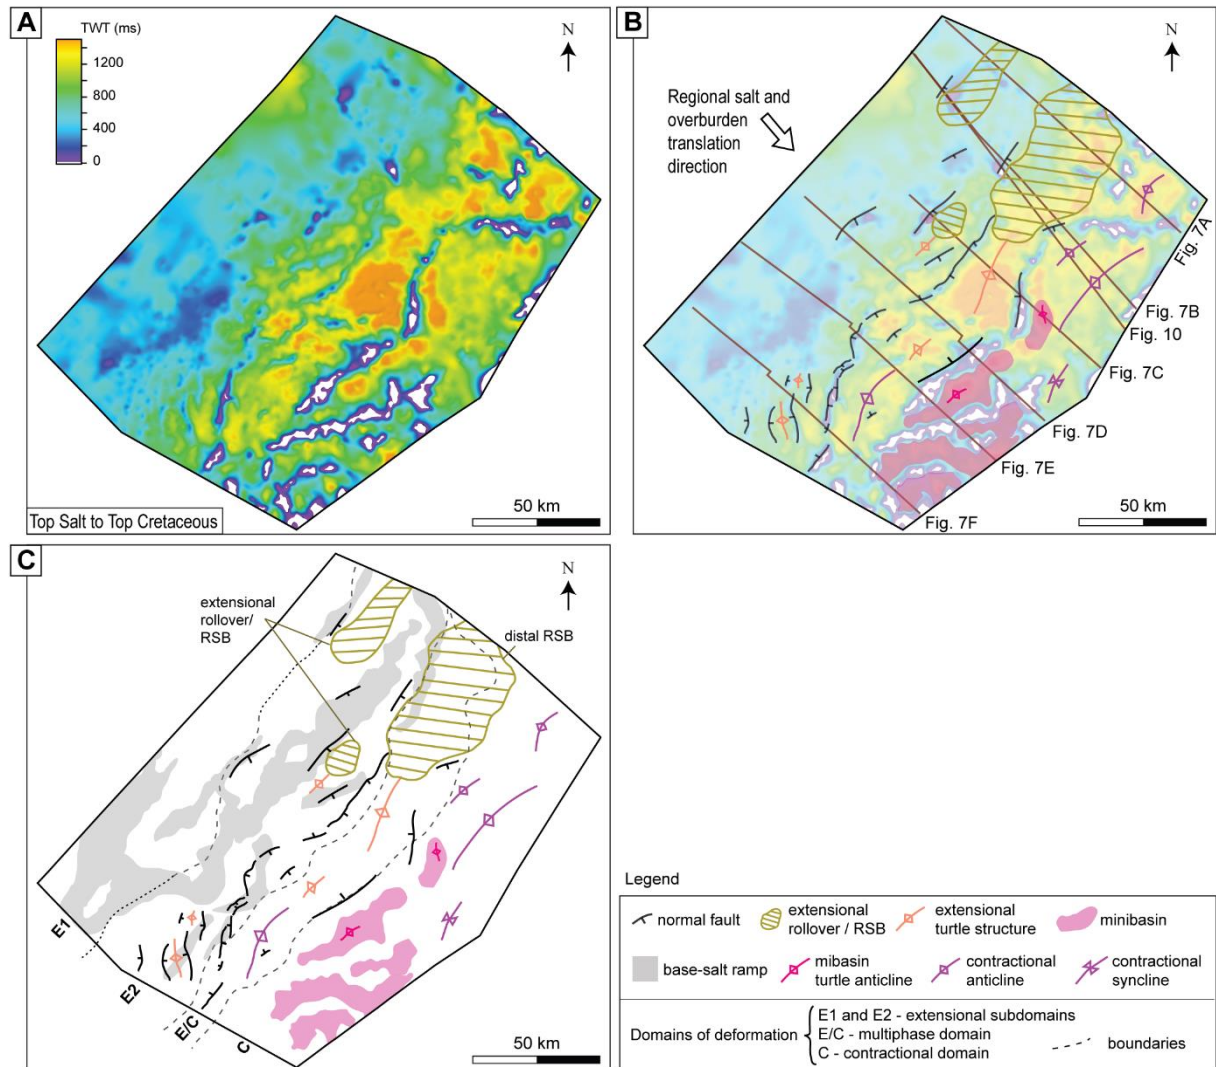 A
TWT (ms)
1200
800
400
0
N
Top Salt to Top Cretaceous
50 km
B
N
Regional salt and
overburden
translation
direction
Fig. 7A
Fig. 7B
Fig. 10
Fig. 7C
Fig. 7D
Fig. 7E
Fig. 7F
50 km
C
N
extensional
rollover/
RSB
distal RSB
E1
E2
E/C
C
50 km
Legend
normal fault
extensional
rollover / RSB
extensional
turtle structure
minibasin
base-salt ramp
mibasin
turtle anticline
contractional
anticline
contractional
syncline
Domains of deformation
E1 and E2 - extensional subdomains
E/C - multiphase domain
C - contractional domain
boundaries